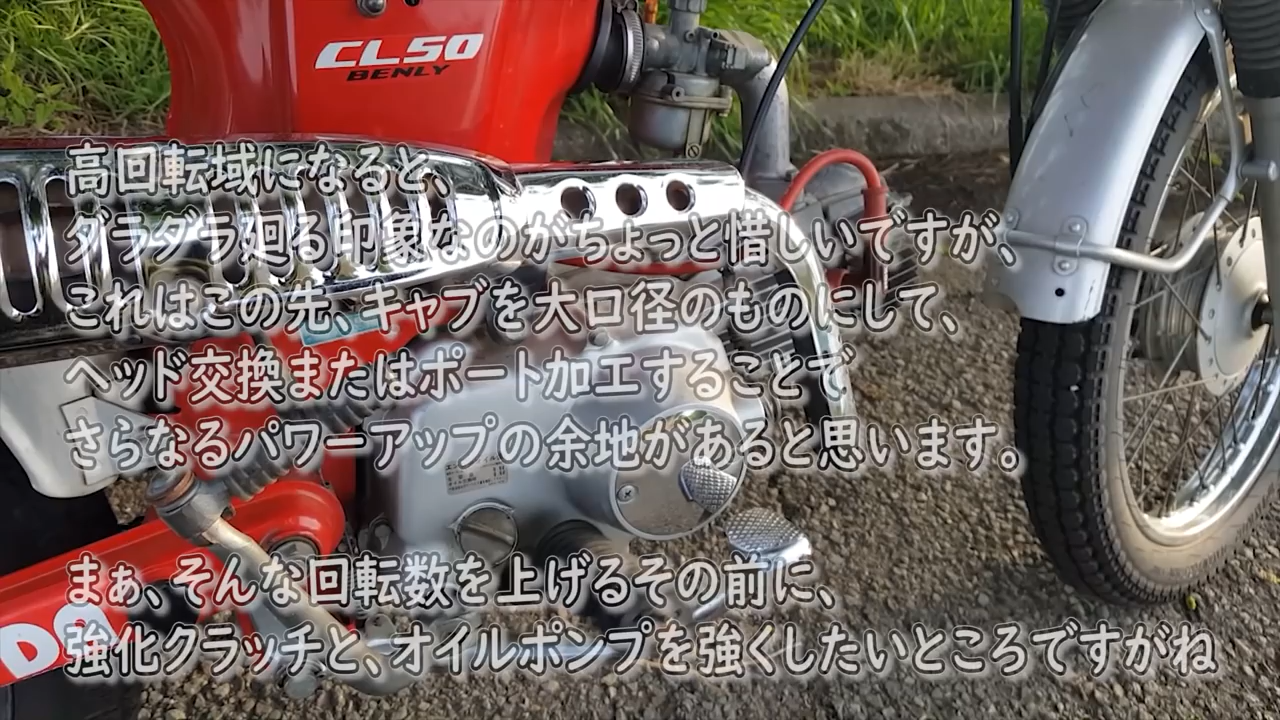 CL50
BENLY
高回転域になると、
ダラダラ廻る印象なのがちょっと惜しいですが、
これはこの先、キャブを大口径のものにして、
ヘッド交換またはポート加工することで
さらなるパワーアップの余地があると思います。
まぁ、そんな回転数を上げるその前に、
強化クラッチと、オイルポンプを強くしたいところですがね
DA